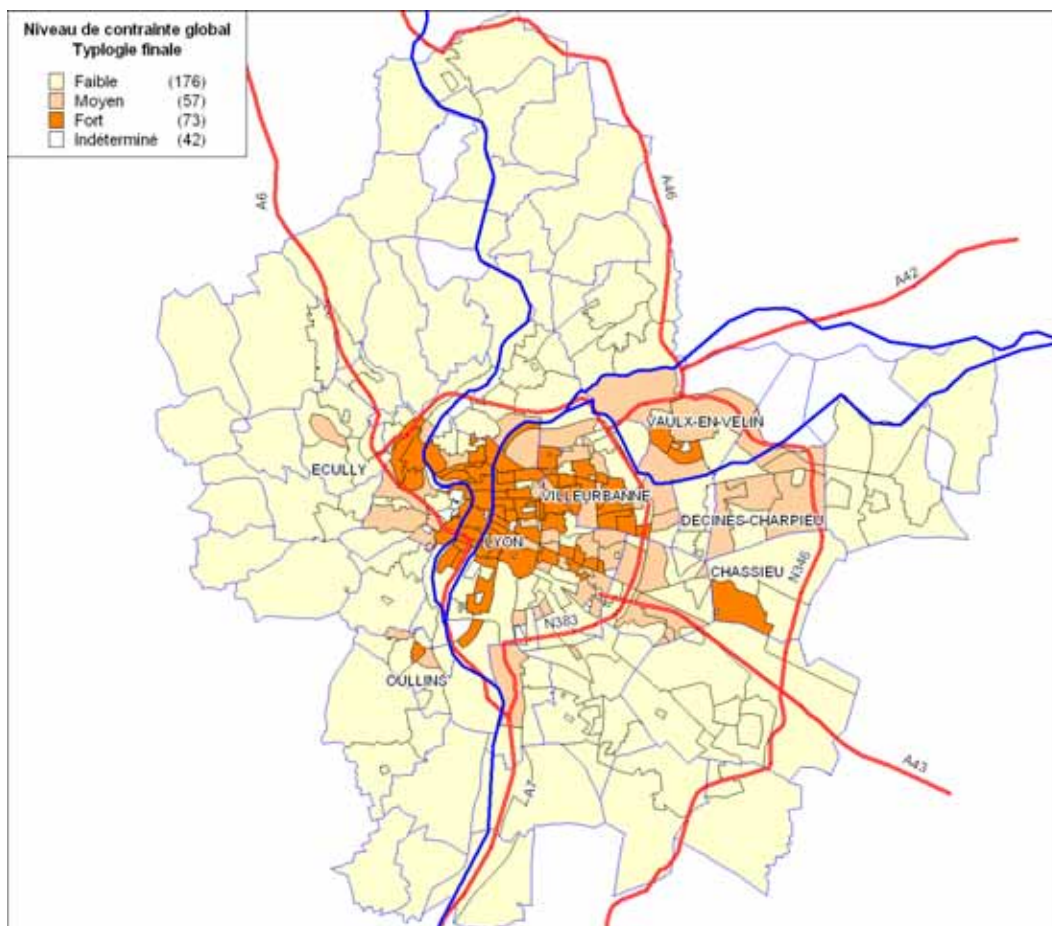 Niveau de contrainte global
Typlogie finale
Faible (176)
Moyen (57)
Fort (73)
Indéterminé (42)
A6
A46
A42
VAULX-EN-VELIN
ECULLY
VILLEURBANNE
DECINES-CHARPIEU
LYON
CHASSIEU
N346
N383
OULLINS
A7
A43